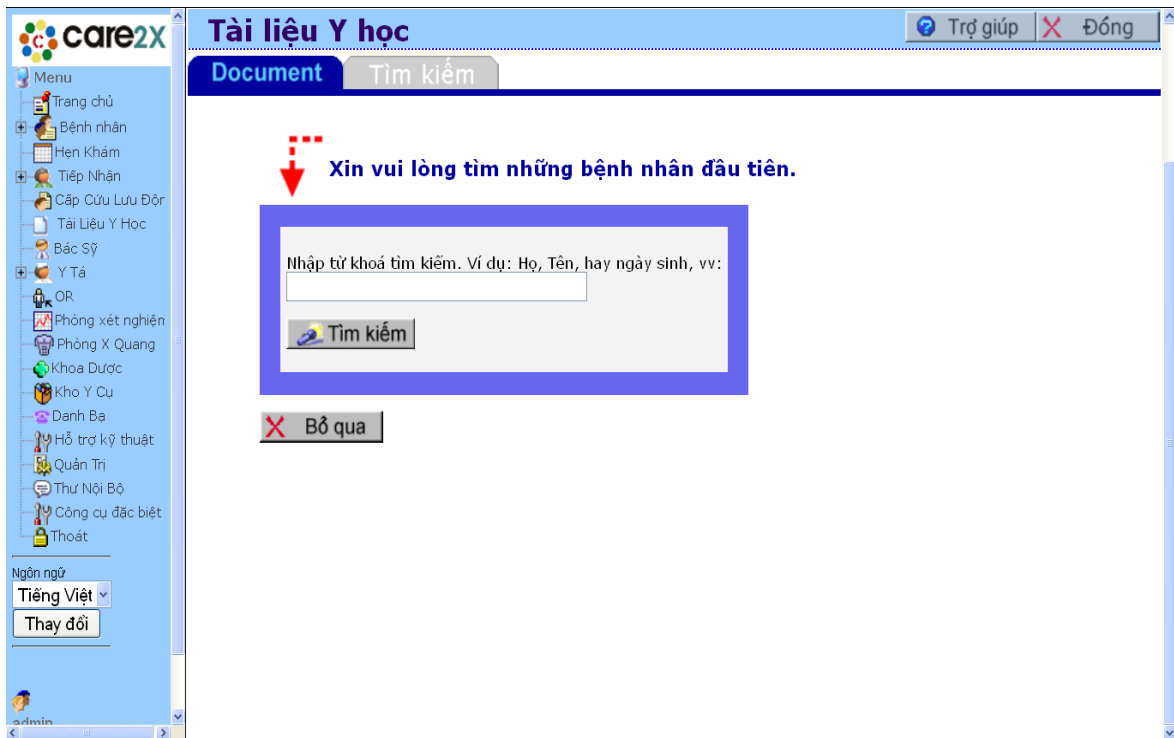 care2x
Menu
Trang chủ
Bệnh nhân
Hẹn Khám
Tiếp Nhận
Cấp Cứu Lưu Độn
Tài Liệu Y Học
Bác Sỹ
Y Tá
OR
Phòng xét nghiện
Phòng X Quang
Khoa Dược
Kho Y Cụ
Danh Bạ
Hỗ trợ kỹ thuật
Quản Trị
Thư Nội Bộ
Công cụ đặc biệt
Thoát
Ngôn ngữ
Tiếng Việt
Thay đổi
admin
Tài liệu Y học
Trợ giúp
Đóng
Document
Tìm kiếm
Xin vui lòng tìm những bệnh nhân đầu tiên.
Nhập từ khoá tìm kiếm. Ví dụ: Họ, Tên, hay ngày sinh, vv:
Tìm kiếm
Bỏ qua